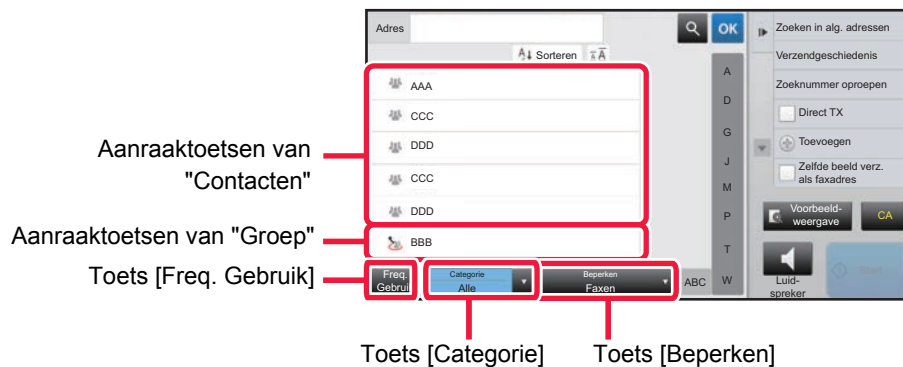 Adres
OK
Sorteren
AAA
CCC
DDD
CCC
DDD
BBB
A
D
G
J
M
P
T
W
ABC
Freq.
Gebrui
Categorie
Alle
Beperken
Faxen
Zoeken in alg. adressen
Verzendgeschiedenis
Zoeknummer oproepen
Direct TX
Toevoegen
Zelfde beeld verz.
als faxadres
Voorbeeld-
weergave
CA
Luid-
spreker
Start
Aanraaktoetsen van
"Contacten"
Aanraaktoetsen van "Groep"
Toets [Freq. Gebruik]
Toets [Categorie]
Toets [Beperken]